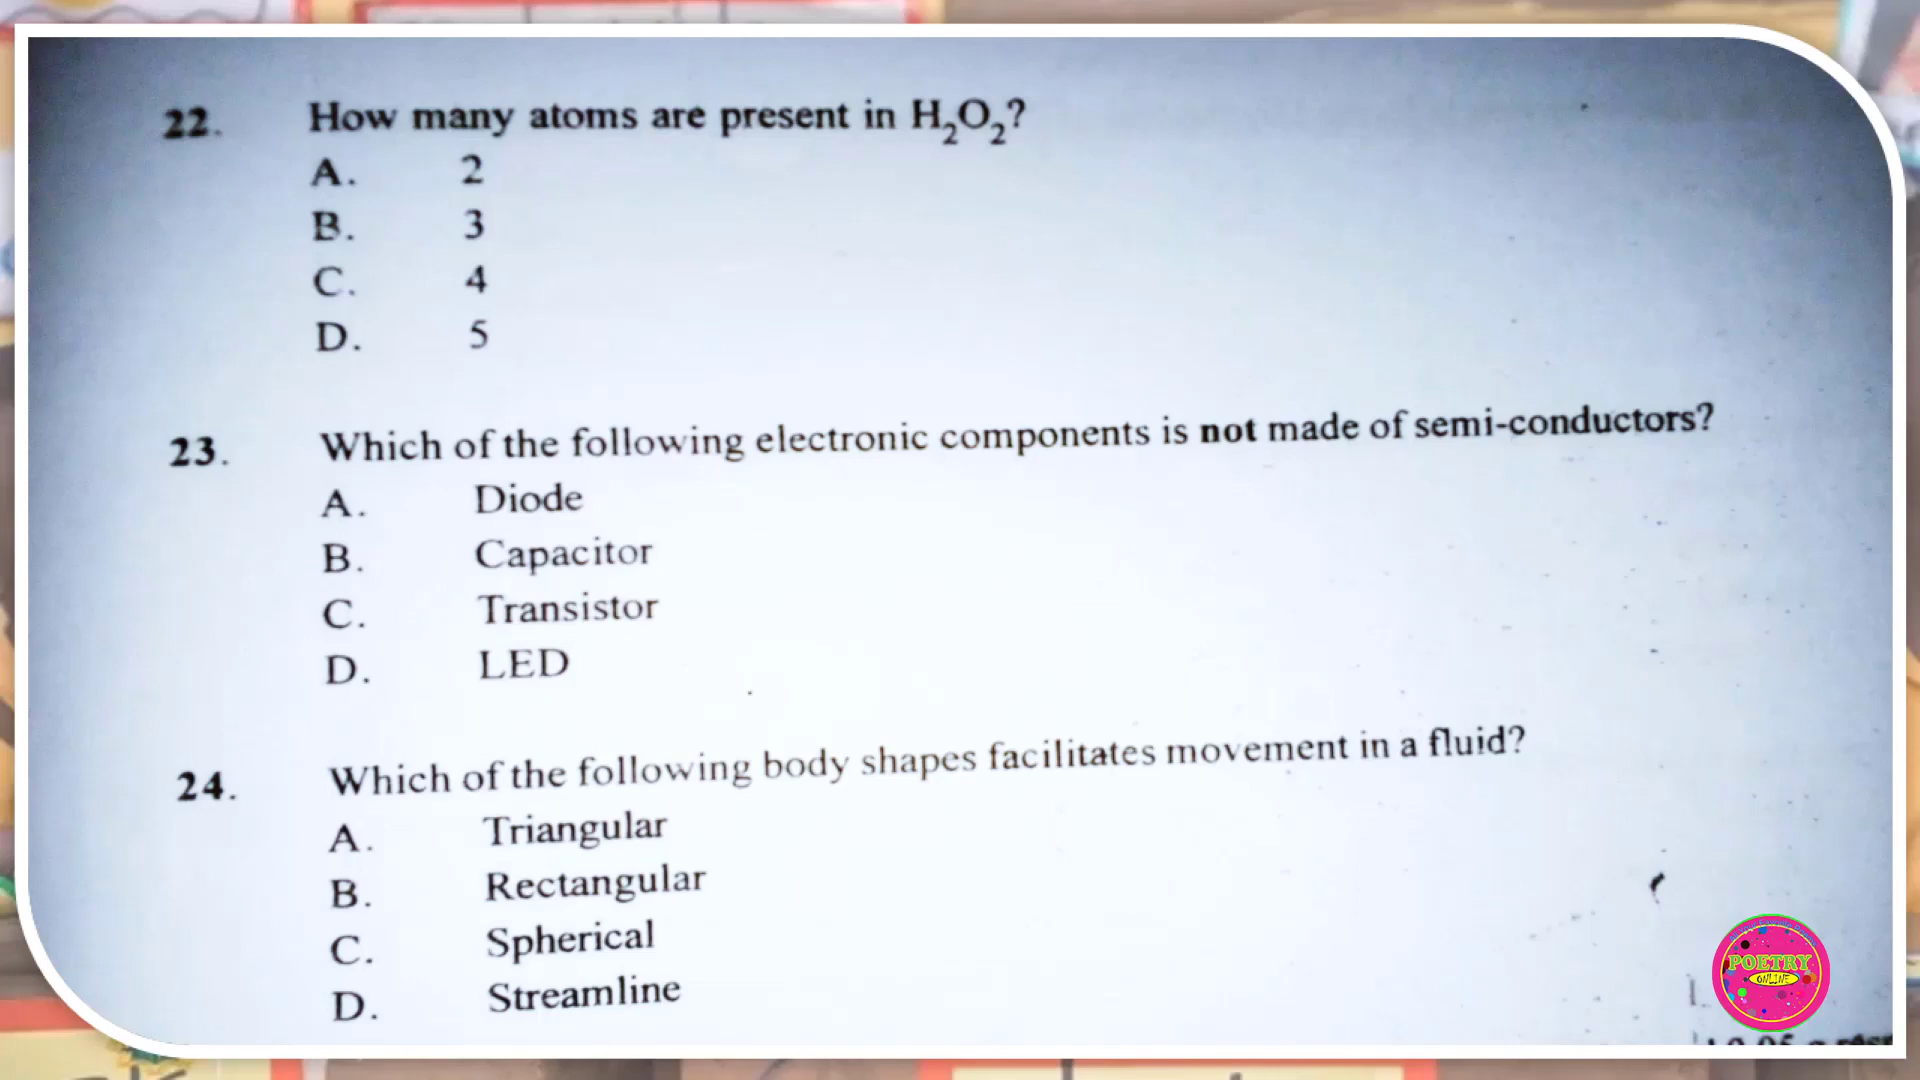 22. How many atoms are present in H₂O₂?
A. 2
B. 3
C. 4
D. 5
23. Which of the following electronic components is not made of semi-conductors?
A. Diode
B. Capacitor
C. Transistor
D. LED
24. Which of the following body shapes facilitates movement in a fluid?
A. Triangular
B. Rectangular
C. Spherical
D. Streamline
POETRY
ONLINE